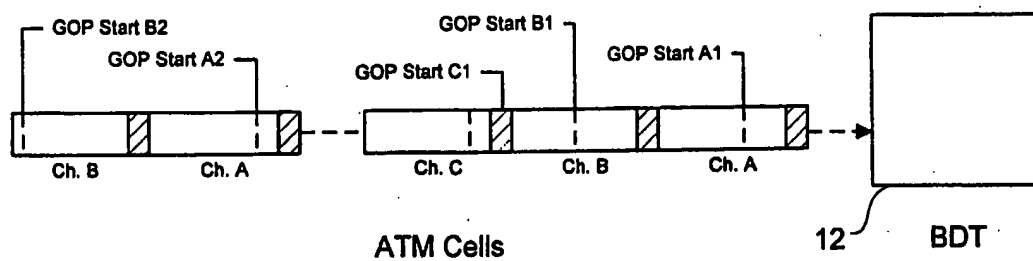 GOP Start B2
GOP Start A2
GOP Start C1
GOP Start B1
GOP Start A1
Ch. B
Ch. A
Ch. C
Ch. B
Ch. A
ATM Cells
12
BDT